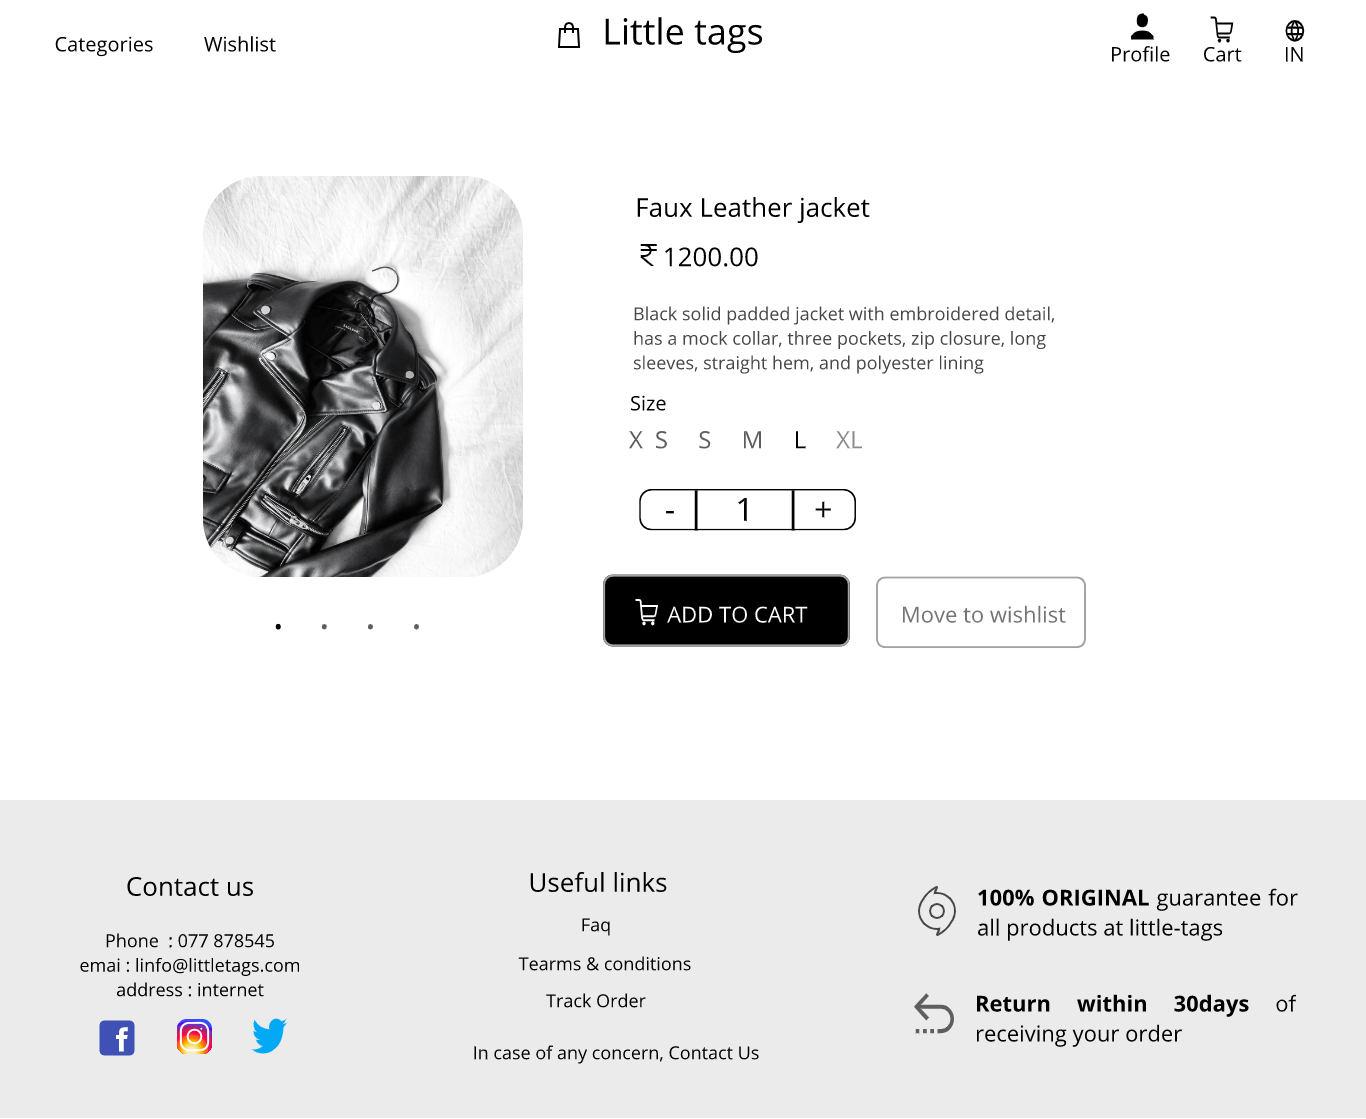 Categories
Wishlist
Little tags
Profile
Cart
IN
Faux Leather jacket
₹ 1200.00
Black solid padded jacket with embroidered detail,
has a mock collar, three pockets, zip closure, long
sleeves, straight hem, and polyester lining
Size
X S S M L XL
- 1 +
ADD TO CART
Move to wishlist
Contact us
Phone : 077 878545
emai : linfo@littletags.com
address : internet
Useful links
Faq
Tearms & conditions
Track Order
In case of any concern, Contact Us
100% ORIGINAL guarantee for
all products at little-tags
Return within 30days of
receiving your order